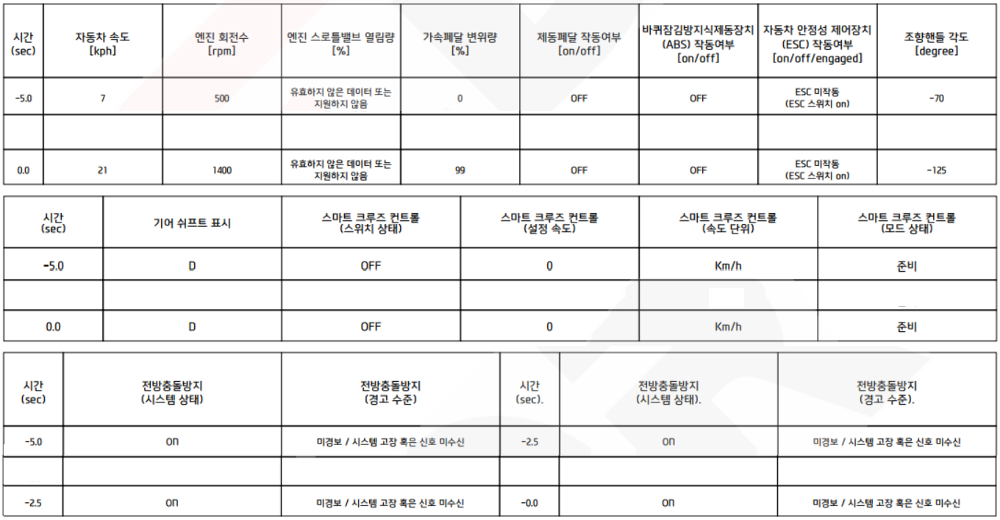 시간 자동차 속도 엔진 회전수 엔진 스로틀밸브 열림량 가속페달 변위량 제동페달 작동여부 바퀴잠김방지식제동장치 자동차 안정성 제어장치 조향핸들 각도
(sec) [kph] [rpm] [%] [%] [on/off] (ABS) 작동여부 (ESC) 작동여부 [degree]
[on/off] [on/off/engaged]
-5.0 7 500 유효하지 않은 데이터 또는 0 OFF OFF ESC 미작동 -70
지원하지 않음 (ESC 스위치 on)
0.0 21 1400 유효하지 않은 데이터 또는 99 OFF OFF ESC 미작동 -125
지원하지 않음 (ESC 스위치 on)
시간 기어 쉬프트 표시 스마트 크루즈 컨트롤 스마트 크루즈 컨트롤 스마트 크루즈 컨트롤 스마트 크루즈 컨트롤
(sec) (스위치 상태) (설정 속도) (속도 단위) (모드 상태)
-5.0 D OFF 0 Km/h 준비
0.0 D OFF 0 Km/h 준비
시간 전방충돌방지 전방충돌방지 시간 전방충돌방지 전방충돌방지
(sec) (시스템 상태) (경고 수준) (sec). (시스템 상태). (경고 수준).
-5.0 on 미경보 / 시스템 고장 혹은 신호 미수신 -2.5 on 미경보 / 시스템 고장 혹은 신호 미수신
-2.5 on 미경보 / 시스템 고장 혹은 신호 미수신 -0.0 on 미경보 / 시스템 고장 혹은 신호 미수신